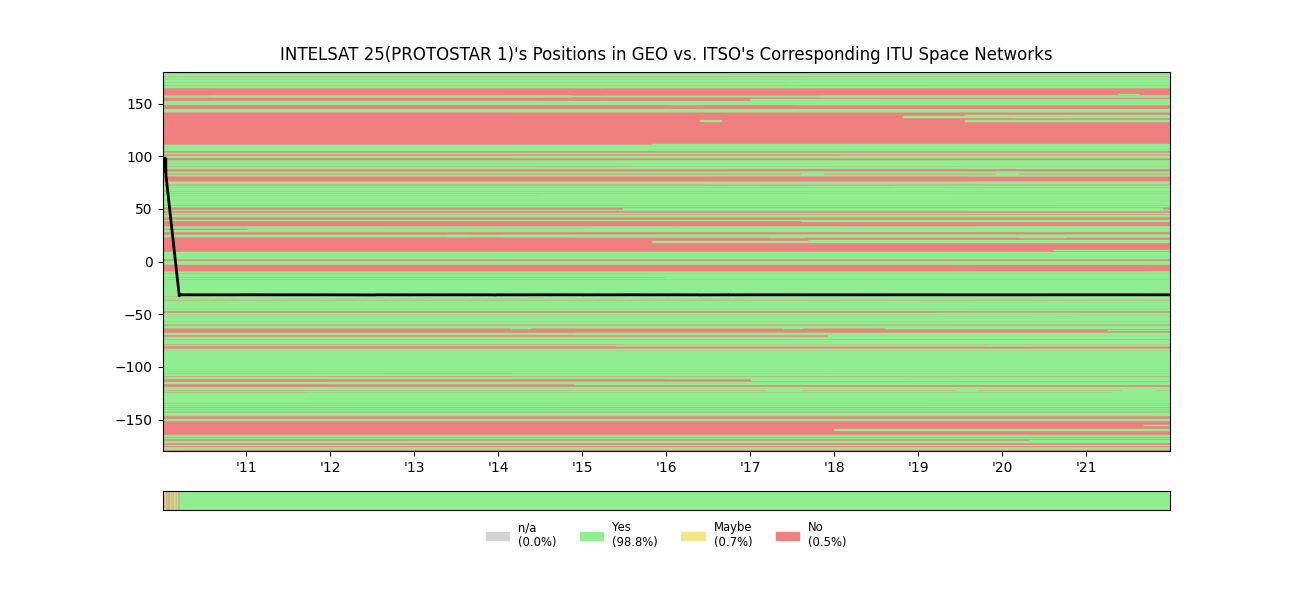 INTELSAT 25(PROTOSTAR 1)'s Positions in GEO vs. ITSO's Corresponding ITU Space Networks
150
100
50
0
−50
−100
−150
'11 '12 '13 '14 '15 '16 '17 '18 '19 '20 '21
n/a Yes Maybe No
(0.0%) (98.8%) (0.7%) (0.5%)